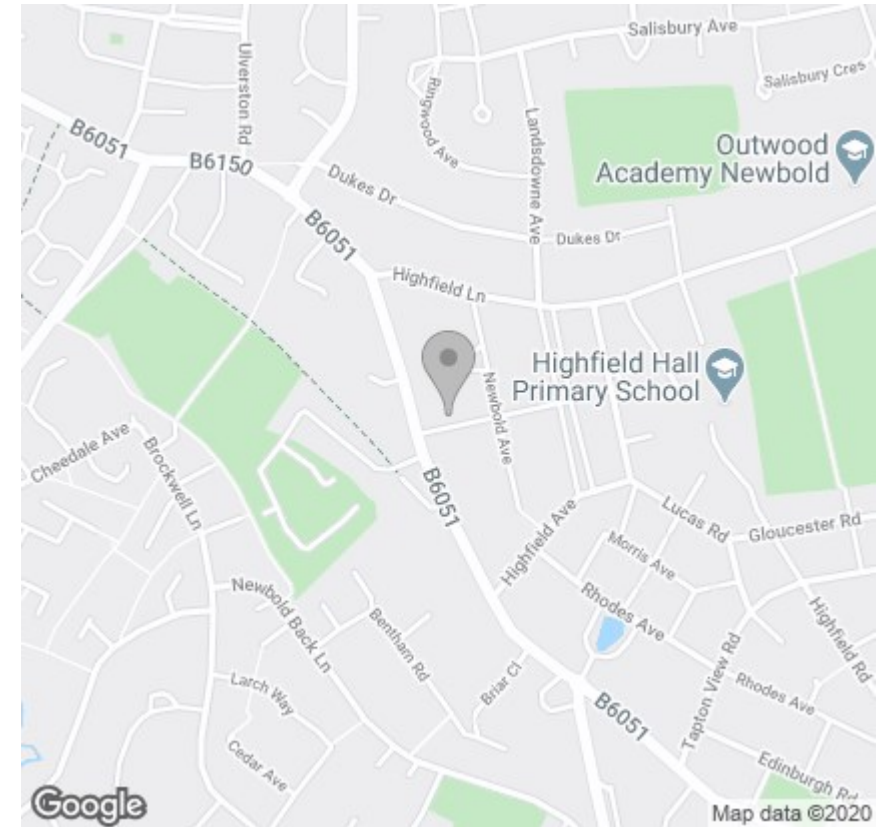 Salisbury Ave
Salisbury Cres
Ulverston Rd
Ringwood Ave
Landsdowne Ave
B6051
B6150
Outwood
Academy Newbold
Dukes Dr
Dukes Dr
B6051
Highfield Ln
Highfield Hall
Primary School
Newbold Ave
Cheedale Ave
Brockwell Ln
B6051
Highfield Ave
Lucas Rd
Gloucester Rd
Morris Ave
Newbold Back Ln
Bentham Rd
Rhodes Ave
Highfield Rd
Larch Way
Briar Cl
Tapton View Rd
Rhodes Ave
B6051
Cedar Ave
Edinburgh Rd
Google
Map data ©2020